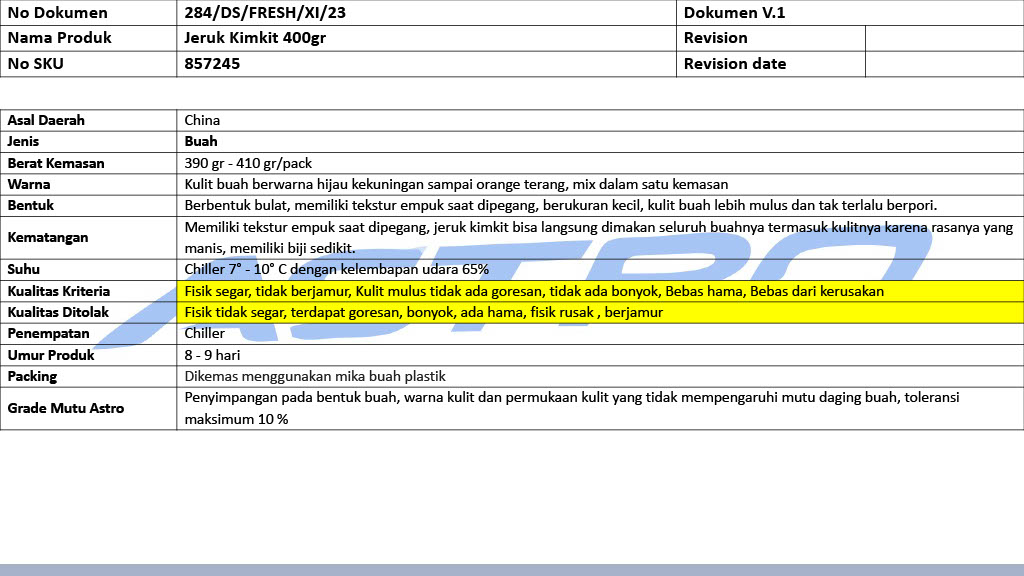 No Dokumen 284/DS/FRESH/XI/23 Dokumen V.1
Nama Produk Jeruk Kimkit 400gr Revision
No SKU 857245 Revision date
Asal Daerah China
Jenis Buah
Berat Kemasan 390 gr - 410 gr/pack
Warna Kulit buah berwarna hijau kekuningan sampai orange terang, mix dalam satu kemasan
Bentuk Berbentuk bulat, memiliki tekstur empuk saat dipegang, berukuran kecil, kulit buah lebih mulus dan tak terlalu berpori.
Kematangan Memiliki tekstur empuk saat dipegang, jeruk kimkit bisa langsung dimakan seluruh buahnya termasuk kulitnya karena rasanya yang
manis, memiliki biji sedikit.
Suhu Chiller 7° - 10° C dengan kelembapan udara 65%
Kualitas Kriteria Fisik segar, tidak berjamur, Kulit mulus tidak ada goresan, tidak ada bonyok, Bebas hama, Bebas dari kerusakan
Kualitas Ditolak Fisik tidak segar, terdapat goresan, bonyok, ada hama, fisik rusak , berjamur
Penempatan Chiller
Umur Produk 8 - 9 hari
Packing Dikemas menggunakan mika buah plastik
Grade Mutu Astro Penyimpangan pada bentuk buah, warna kulit dan permukaan kulit yang tidak mempengaruhi mutu daging buah, toleransi
maksimum 10 %
ASTRO